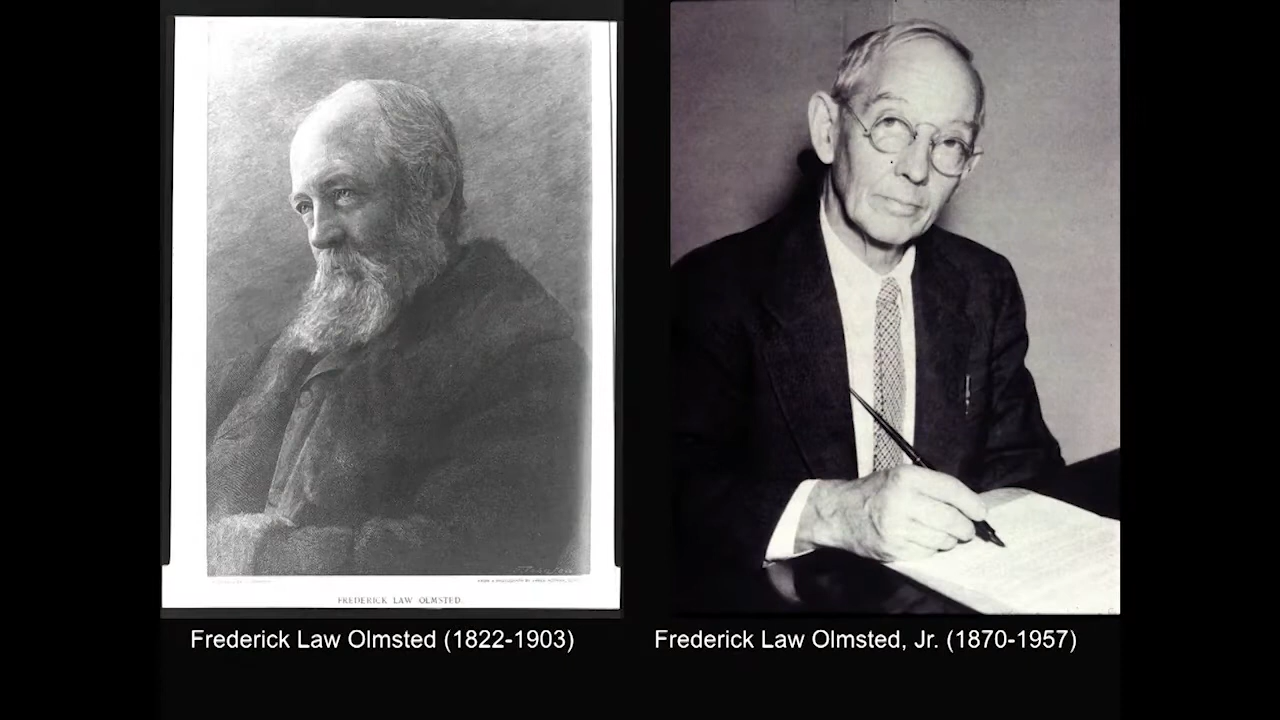 FREDERICK LAW OLMSTED.
Frederick Law Olmsted (1822-1903)
Frederick Law Olmsted, Jr. (1870-1957)